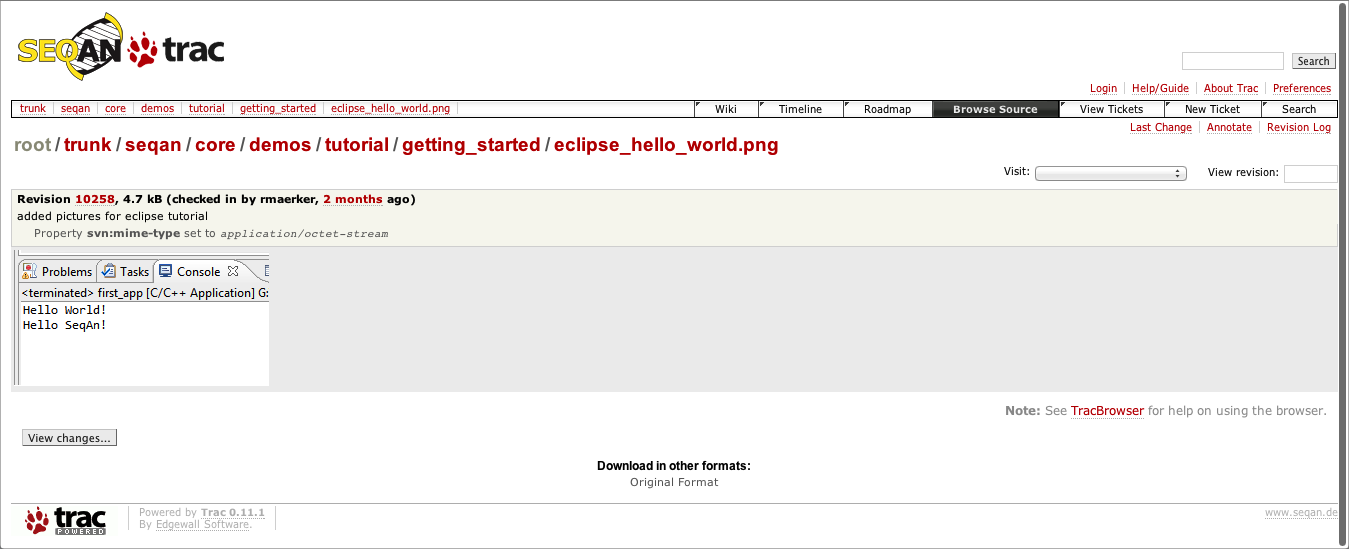 SEQAN trac
Search
Login Help/Guide About Trac Preferences
trunk seqan core demos tutorial getting_started eclipse_hello_world.png
Wiki Timeline Roadmap Browse Source View Tickets New Ticket Search
Last Change Annotate Revision Log
root/trunk/seqan/core/demos/tutorial/getting_started/eclipse_hello_world.png
Visit: View revision:
Revision 10258, 4.7 kB (checked in by rmaerker, 2 months ago)
added pictures for eclipse tutorial
Property svn:mime-type set to application/octet-stream
Problems Tasks Console
<terminated> first_app [C/C++ Application] G:
Hello World!
Hello SeqAn!
Note: See TracBrowser for help on using the browser.
View changes...
Download in other formats:
Original Format
trac POWERED
Powered by Trac 0.11.1
By Edgewall Software.
www.seqan.de